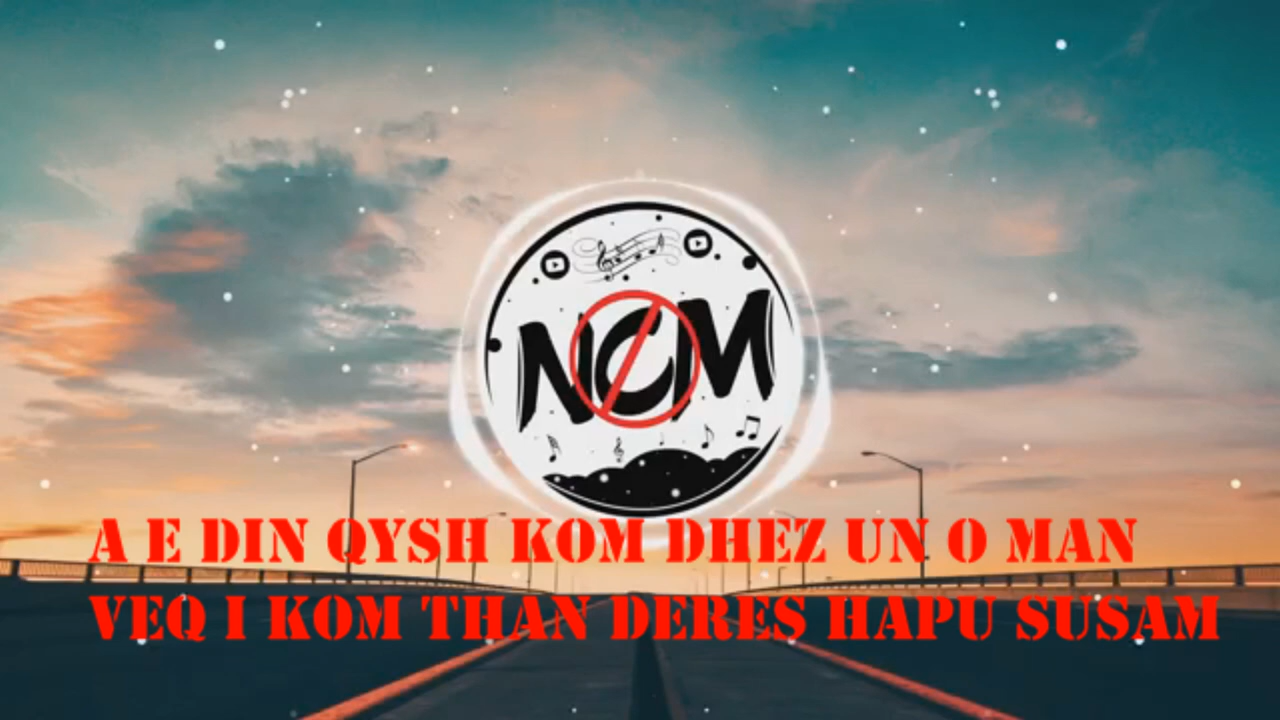 NCM
A E DIN QYSH KOM DHEZ UN O MAN
VEQ I KOM THAN DERES HAPU SUSAM